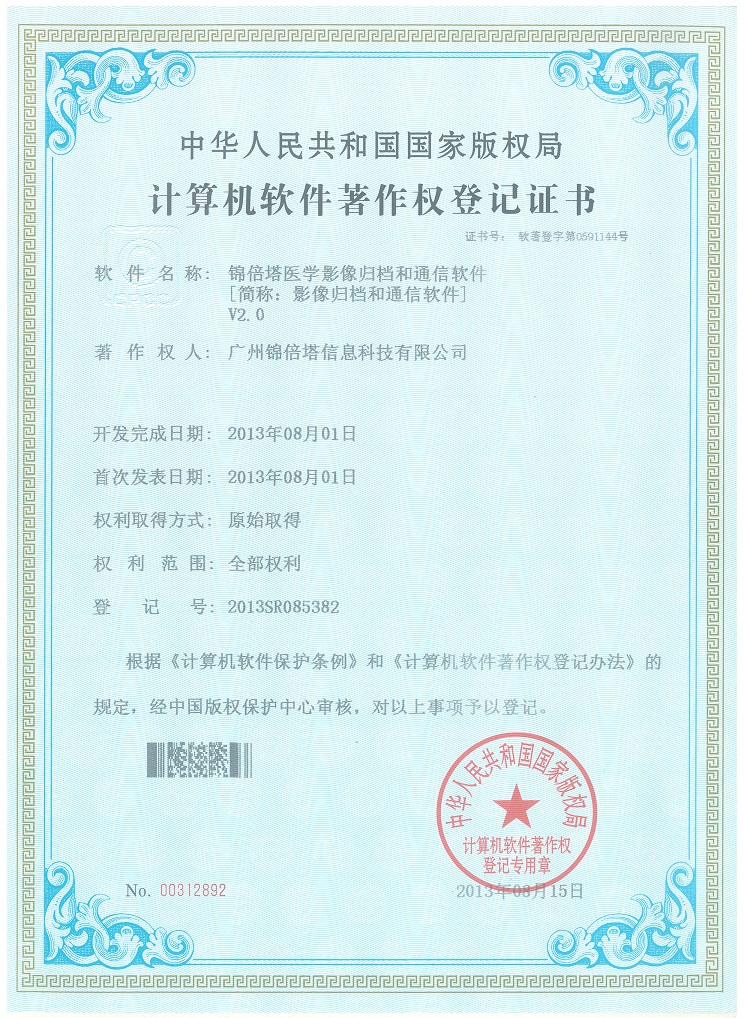 中华人民共和国国家版权局
计算机软件著作权登记证书
证书号： 软著登字第0591144号
软件名称： 锦倍塔医学影像归档和通信软件
[简称：影像归档和通信软件]
V2.0
著作权人： 广州锦倍塔信息科技有限公司
开发完成日期： 2013年08月01日
首次发表日期： 2013年08月01日
权利取得方式： 原始取得
权利范围： 全部权利
登记号： 2013SR085382
根据《计算机软件保护条例》和《计算机软件著作权登记办法》的
规定，经中国版权保护中心审核，对以上事项予以登记。
中华人民共和国国家版权局
计算机软件著作权
登记专用章
No. 00312892
2013年08月15日